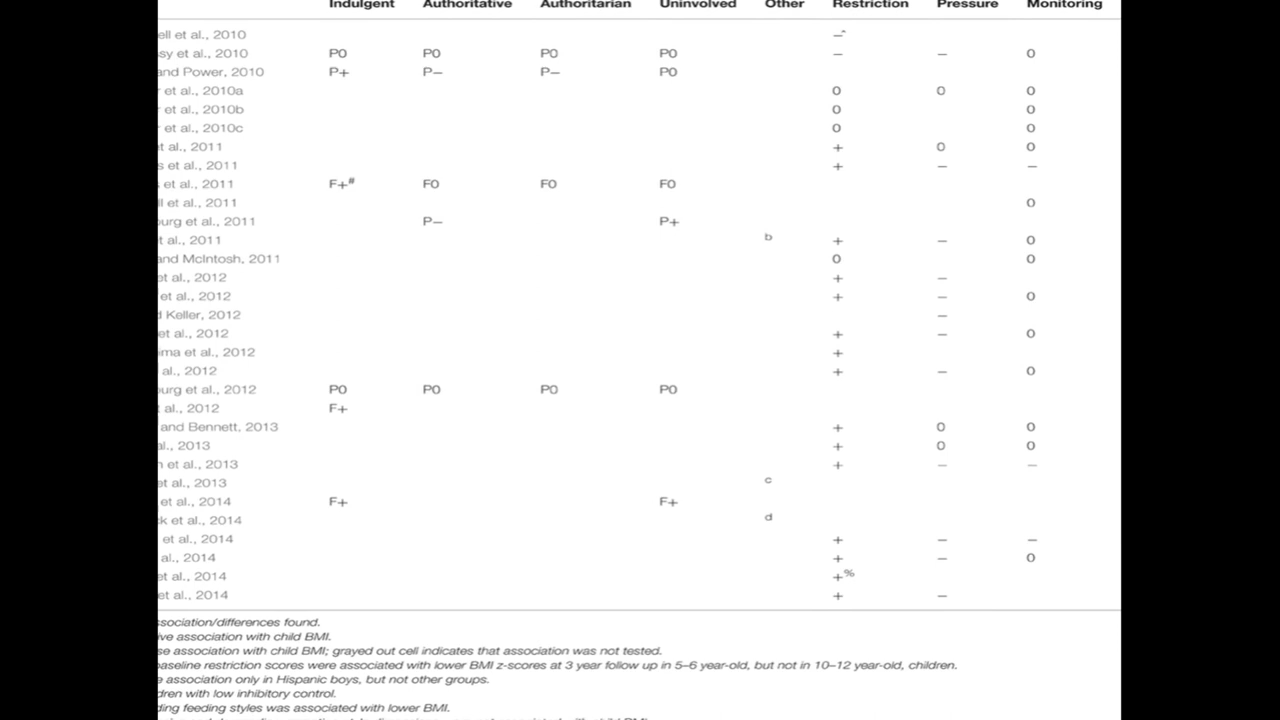 Indulgent Authoritative Authoritarian Uninvolved Other Restriction Pressure Monitoring
ell et al., 2010 –^
sy et al., 2010 P0 P0 P0 P0 – – 0
and Power, 2010 P+ P– P– P0
et al., 2010a 0 0 0
et al., 2010b 0 0
et al., 2010c 0 0
t al., 2011 + 0 0
s et al., 2011 + – –
et al., 2011 F+# F0 F0 F0
ll et al., 2011 0
urg et al., 2011 P– P+
t al., 2011 b + – 0
and McIntosh, 2011 0 0
et al., 2012 + –
et al., 2012 + – 0
Keller, 2012 –
et al., 2012 + – 0
ma et al., 2012 +
al., 2012 + – 0
urg et al., 2012 P0 P0 P0 P0
t al., 2012 F+
and Bennett, 2013 + 0 0
al., 2013 + 0 0
n et al., 2013 + – –
et al., 2013 c
et al., 2014 F+ F+
k et al., 2014 d
et al., 2014 + – –
al., 2014 + – 0
et al., 2014 +%
et al., 2014 + –
ssociation/differences found.
ive association with child BMI.
se association with child BMI; grayed out cell indicates that association was not tested.
baseline restriction scores were associated with lower BMI z-scores at 3 year follow up in 5–6 year-old, but not in 10–12 year-old, children.
e association only in Hispanic boys, but not other groups.
dren with low inhibitory control.
ding feeding styles was associated with lower BMI.